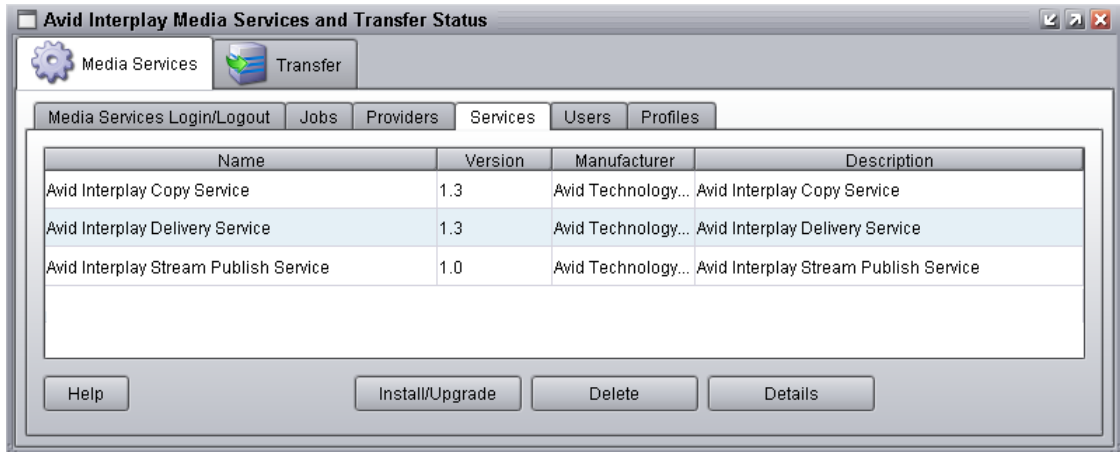 Avid Interplay Media Services and Transfer Status
Media Services Transfer
Media Services Login/Logout Jobs Providers Services Users Profiles
Name Version Manufacturer Description
Avid Interplay Copy Service 1.3 Avid Technology... Avid Interplay Copy Service
Avid Interplay Delivery Service 1.3 Avid Technology... Avid Interplay Delivery Service
Avid Interplay Stream Publish Service 1.0 Avid Technology... Avid Interplay Stream Publish Service
Help Install/Upgrade Delete Details